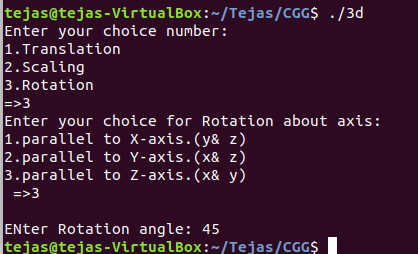 tejas@tejas-VirtualBox:~/Tejas/CGG$ ./3d
Enter your choice number:
1.Translation
2.Scaling
3.Rotation
=>3
Enter your choice for Rotation about axis:
1.parallel to X-axis.(y& z)
2.parallel to Y-axis.(x& z)
3.parallel to Z-axis.(x& y)
 =>3

ENter Rotation angle: 45
tejas@tejas-VirtualBox:~/Tejas/CGG$